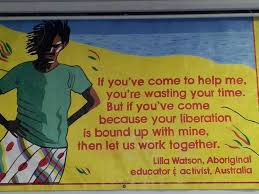 If you've come to help me,
you're wasting your time.
But if you've come
because your liberation
is bound up with mine,
then let us work together.
Lilla Watson, Aboriginal
educator & activist, Australia